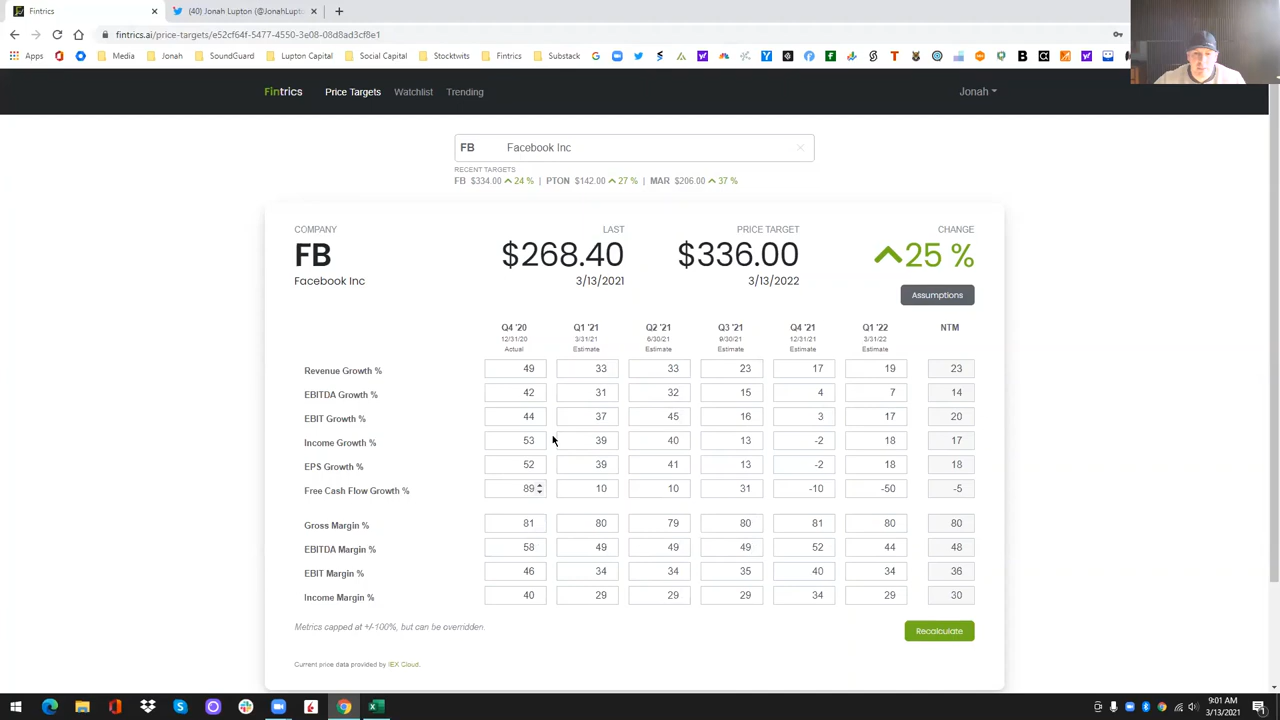 Fintrics
Jonah Lupton (@JonahLuptc
fintrics.ai/price-targets/e52cf64f-5477-4550-3e08-08d8ad3cf8e1
Apps Media Jonah SoundGuard Lupton Capital Social Capital Stocktwits Fintrics Substack
Fintrics Price Targets Watchlist Trending Jonah
FB Facebook Inc
RECENT TARGETS
FB $334.00 24 % | PTON $142.00 27 % | MAR $206.00 37 %
COMPANY LAST PRICE TARGET CHANGE
FB $268.40 $336.00 25 %
Facebook Inc 3/13/2021 3/13/2022
Assumptions
Q4 '20 Q1 '21 Q2 '21 Q3 '21 Q4 '21 Q1 '22 NTM
12/31/20 3/31/21 6/30/21 9/30/21 12/31/21 3/31/22
Actual Estimate Estimate Estimate Estimate Estimate
Revenue Growth % 49 33 33 23 17 19 23
EBITDA Growth % 42 31 32 15 4 7 14
EBIT Growth % 44 37 45 16 3 17 20
Income Growth % 53 39 40 13 -2 18 17
EPS Growth % 52 39 41 13 -2 18 18
Free Cash Flow Growth % 89 10 10 31 -10 -50 -5
Gross Margin % 81 80 79 80 81 80 80
EBITDA Margin % 58 49 49 49 52 44 48
EBIT Margin % 46 34 34 35 40 34 36
Income Margin % 40 29 29 29 34 29 30
Metrics capped at +/-100%, but can be overridden.
Recalculate
Current price data provided by IEX Cloud.
9:01 AM
3/13/2021